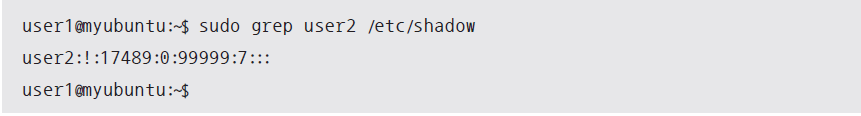 user1@myubuntu:~$ sudo grep user2 /etc/shadow
user2:!:17489:0:99999:7:::
user1@myubuntu:~$